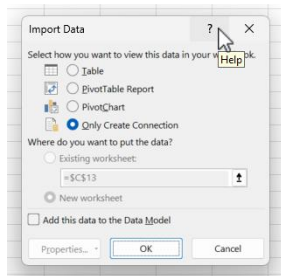 Import Data ? ×
Select how you want to view this data in your ok.
Help
Table
PivotTable Report
PivotChart
Only Create Connection
Where do you want to put the data?
Existing worksheet:
=$C$13
New worksheet
Add this data to the Data Model
Properties... OK Cancel